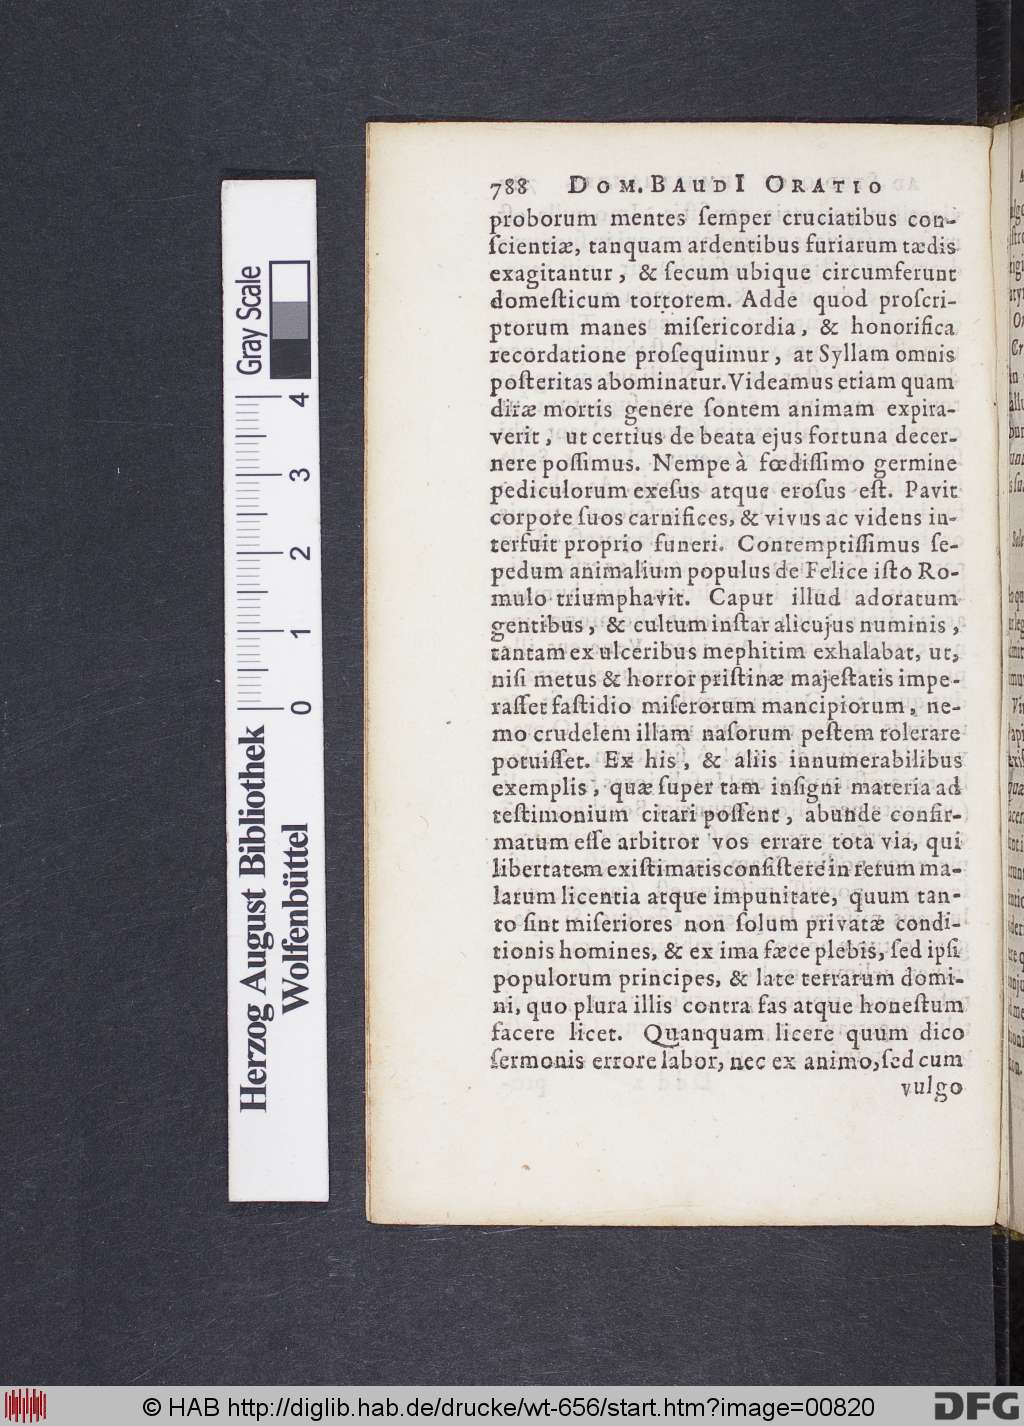 788 DOM. BAUDI ORATIO
proborum mentes ſemper cruciatibus con-
ſcientiæ, tanquam ardentibus furiarum tædis
exagitantur, & ſecum ubique circumferunt
domeſticum tortorem. Adde quod proſcri-
ptorum manes miſericordia, & honorifica
recordatione proſequimur, at Syllam omnis
poſteritas abominatur. Videamus etiam quam
diræ mortis genere ſontem animam expira-
verit, ut certius de beata ejus fortuna decer-
nere poſſimus. Nempe à fœdiſſimo germine
pediculorum exeſus atque eroſus eſt. Pavit
corpore ſuos carnifices, & vivus ac videns in-
terfuit proprio funeri. Contemptiſſimus ſe-
pedum animalium populus de Felice iſto Ro-
mulo triumphavit. Caput illud adoratum
gentibus, & cultum inſtar alicujus numinis,
tantam ex ulceribus mephitim exhalabat, ut,
niſi metus & horror priſtinæ majeſtatis impe-
raſſet faſtidio miſerorum mancipiorum, ne-
mo crudelem illam naſorum peſtem tolerare
potuiſſet. Ex his, & aliis innumerabilibus
exemplis, quæ ſuper tam inſigni materia ad
teſtimonium citari poſſent, abunde confir-
matum eſſe arbitror vos errare tota via, qui
libertatem exiſtimatis conſiſtere in rerum ma-
larum licentia atque impunitate, quum tan-
to ſint miſeriores non ſolum privatæ condi-
tionis homines, & ex ima fæce plebis, ſed ipſi
populorum principes, & late terrarum domi-
ni, quo plura illis contra fas atque honeſtum
facere licet. Quanquam licere quum dico
ſermonis errore labor, nec ex animo, ſed cum
vulgo
Gray Scale
4
3
2
1
0
Herzog August Bibliothek
Wolfenbüttel
© HAB http://diglib.hab.de/drucke/wt-656/start.htm?image=00820
DFG